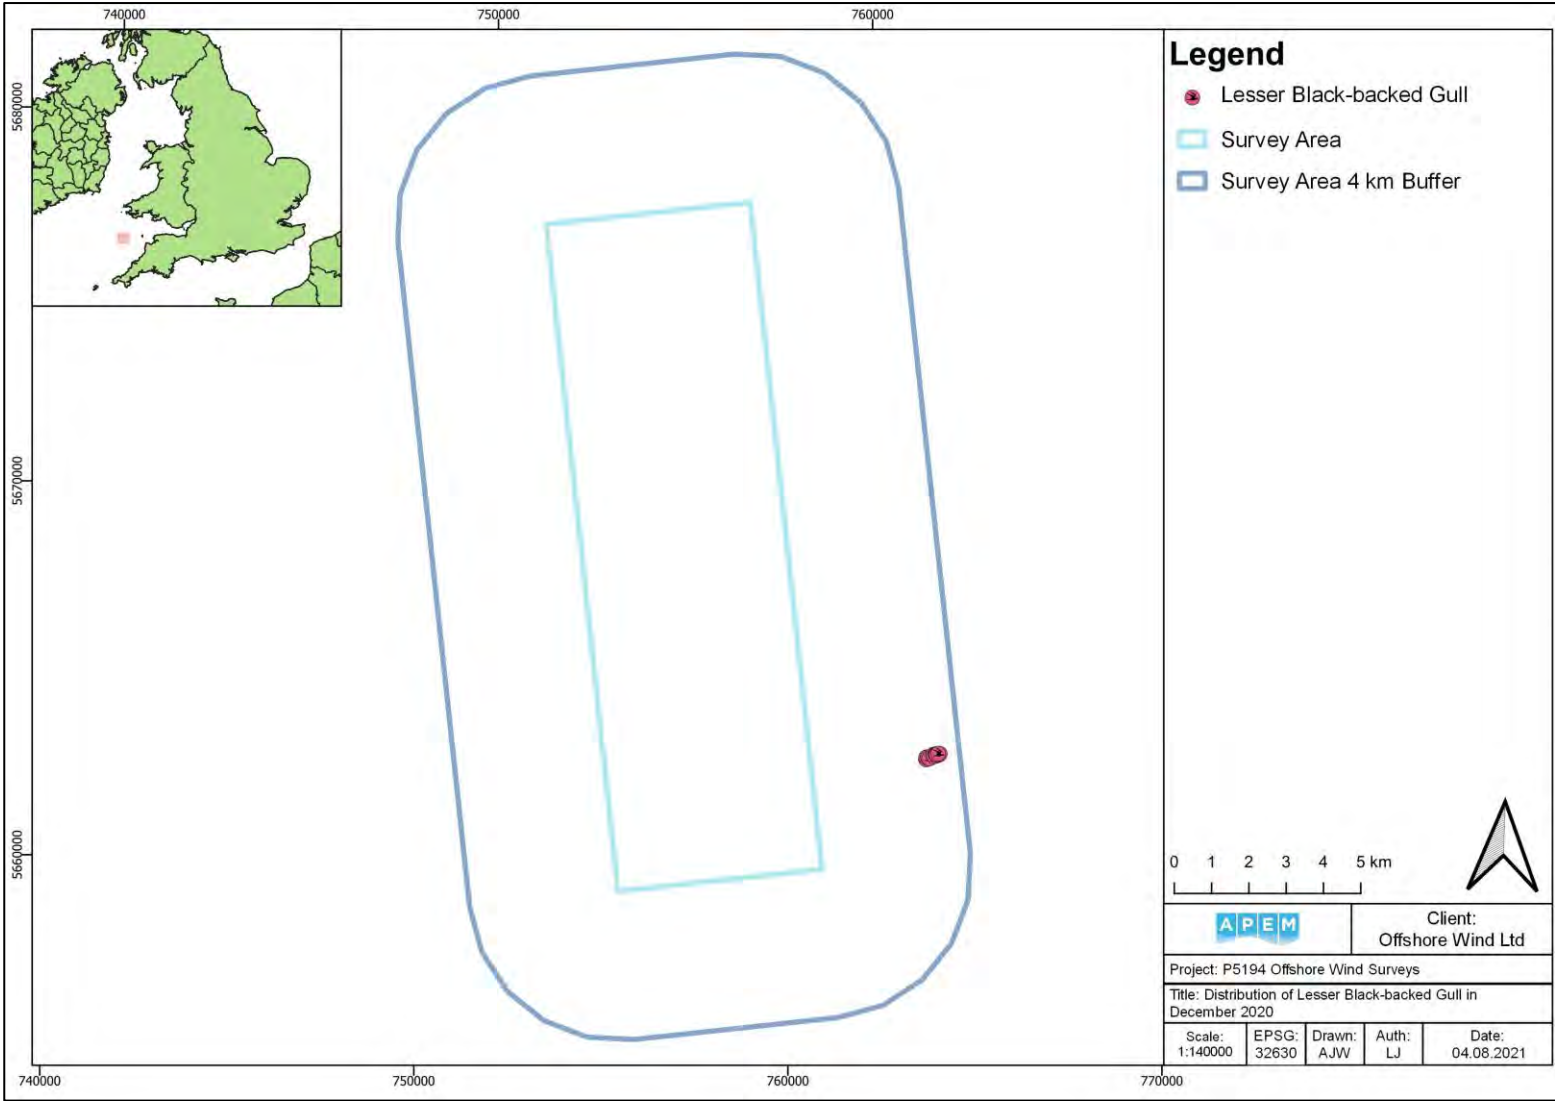 740000 750000 760000
5680000
5670000
5660000
740000 750000 760000 770000
Legend
Lesser Black-backed Gull
Survey Area
Survey Area 4 km Buffer
0 1 2 3 4 5 km
APEM
Client:
Offshore Wind Ltd
Project: P5194 Offshore Wind Surveys
Title: Distribution of Lesser Black-backed Gull in
December 2020
Scale: EPSG: Drawn: Auth: Date:
1:140000 32630 AJW LJ 04.08.2021